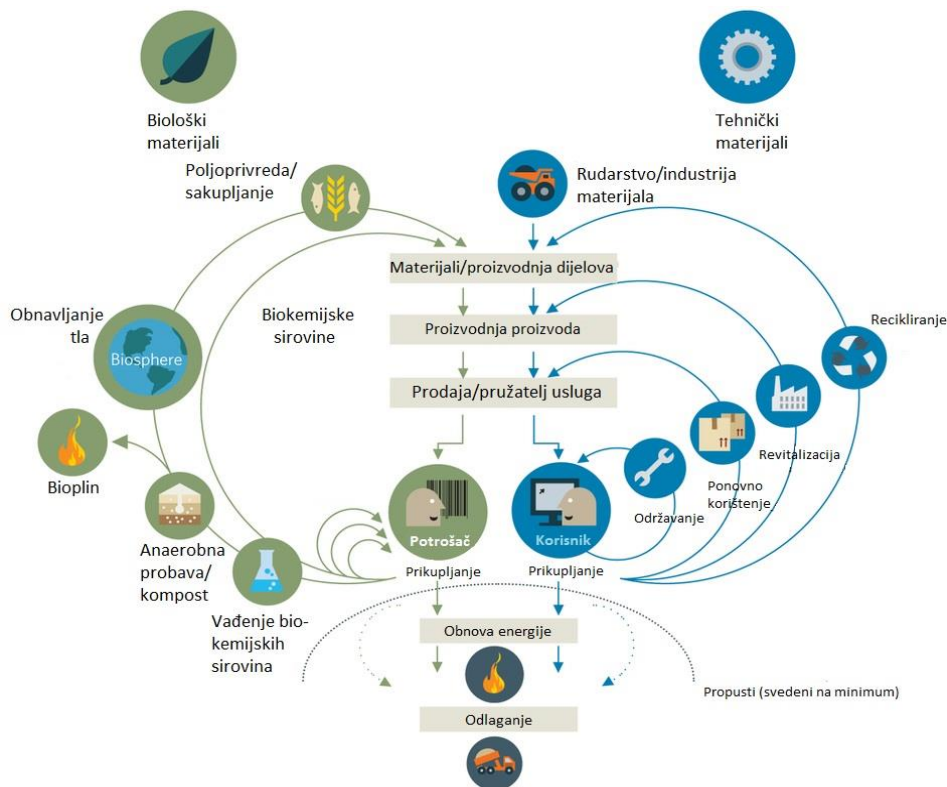 Biološki
materijali
Tehnički
materijali
Poljoprivreda/
sakupljanje
Rudarstvo/industrija
materijala
Materijali/proizvodnja dijelova
Obnavljanje
tla
Biosphere
Biokemijske
sirovine
Proizvodnja proizvoda
Recikliranje
Prodaja/pružatelj usluga
Bioplin
Revitalizacija
Ponovno
korištenje
Održavanje
Potrošač
Korisnik
Anaerobna
probava/
kompost
Prikupljanje
Prikupljanje
Vađenje bio-
kemijskih
sirovina
Obnova energije
Propusti (svedeni na minimum)
Odlaganje